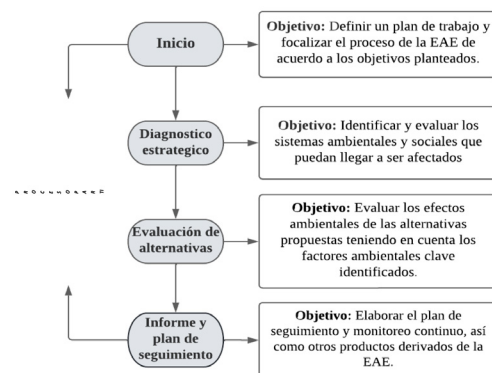 Inicio
Objetivo: Definir un plan de trabajo y
focalizar el proceso de la EAE de
acuerdo a los objetivos planteados.
Diagnostico
estrategico
Objetivo: Identificar y evaluar los
sistemas ambientales y sociales que
puedan llegar a ser afectados
P R O C E S O P A R TI
Evaluación de
alternativas
Objetivo: Evaluar los efectos
ambientales de las alternativas
propuestas teniendo en cuenta los
factores ambientales clave
identificados.
Informe y
plan de
seguimiento
Objetivo: Elaborar el plan de
seguimiento y monitoreo continuo, así
como otros productos derivados de la
EAE.